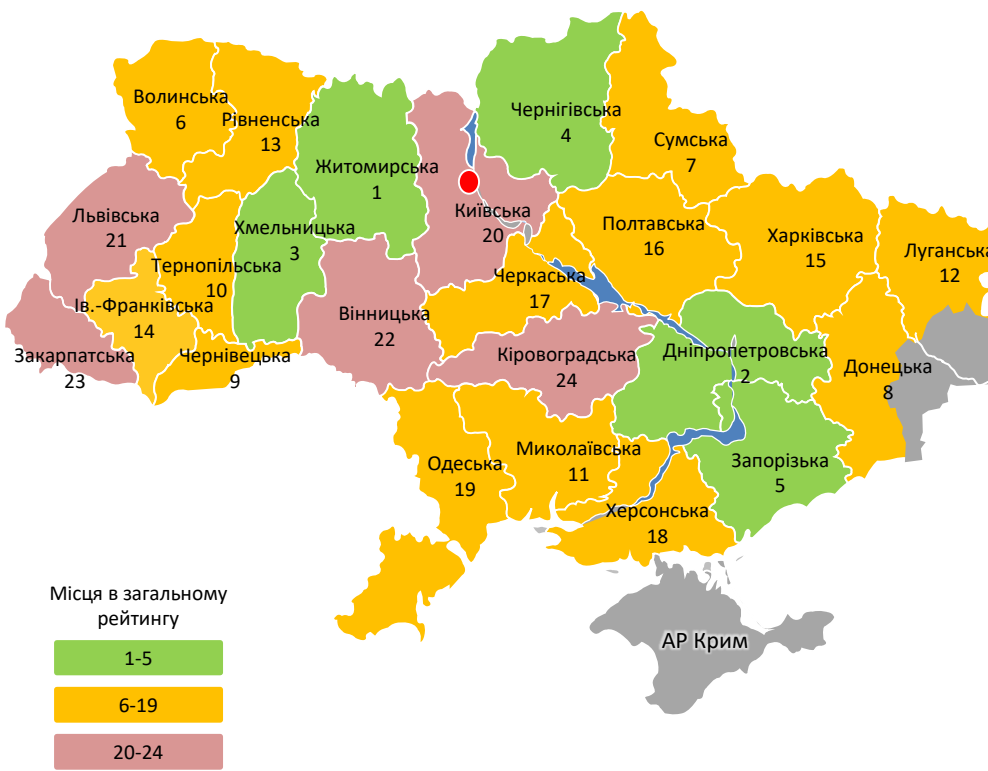 Волинська
6
Рівненська
13
Житомирська
1
Чернігівська
4
Сумська
7
Київська
20
Львівська
21
Хмельницька
3
Тернопільська
10
Ів.-Франківська
14
Закарпатська
23
Чернівецька
9
Вінницька
22
Черкаська
17
Полтавська
16
Харківська
15
Луганська
12
Кіровоградська
24
Дніпропетровська
2
Донецька
8
Одеська
19
Миколаївська
11
Запорізька
5
Херсонська
18
АР Крим
Місця в загальному
рейтингу
1-5
6-19
20-24